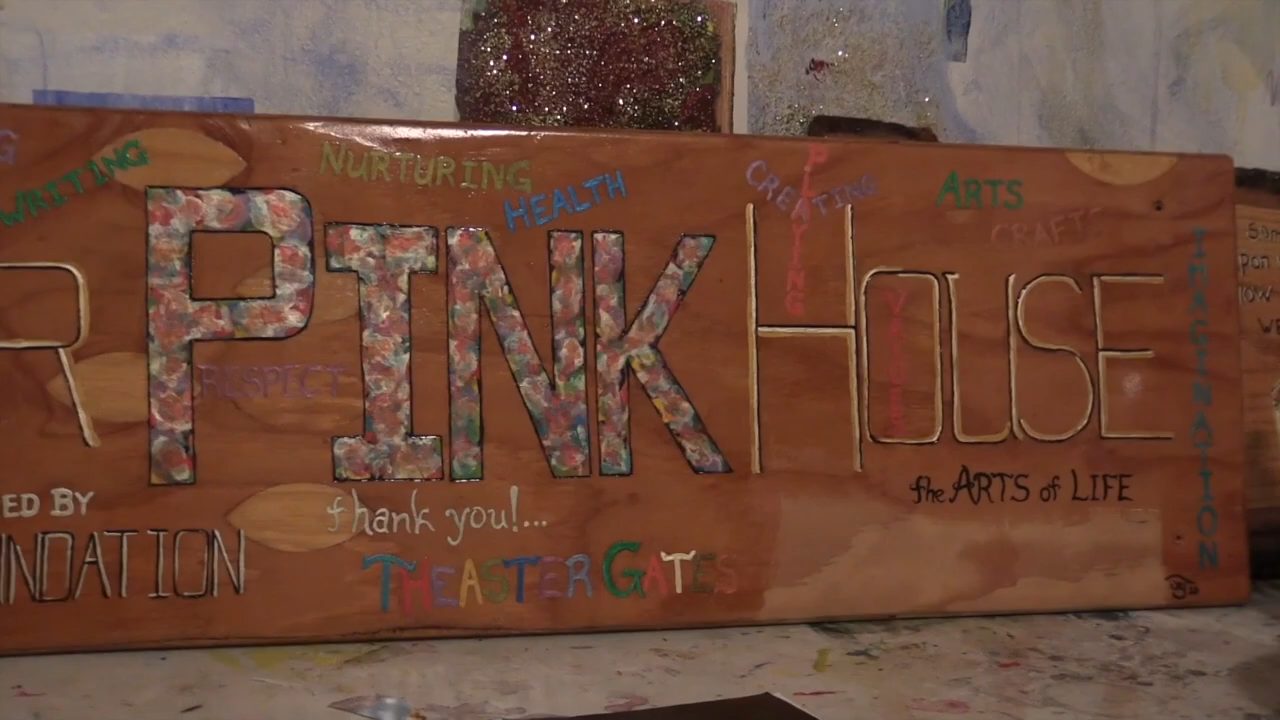 WRITING
NURTURING
HEALTH
CREATING
PLAYING
ARTS
CRAFTS
IMAGINATION
R PINK HOUSE
RESPECT
VALUES
the ARTS of LIFE
ED BY
thank you!...
NDATION
THEASTER GATES